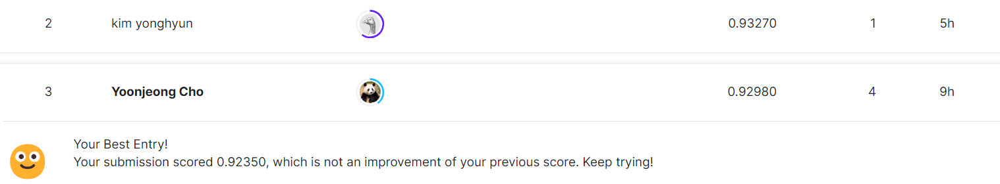 2 kim yonghyun 0.93270 1 5h
3 Yoonjeong Cho 0.92980 4 9h
Your Best Entry!
Your submission scored 0.92350, which is not an improvement of your previous score. Keep trying!